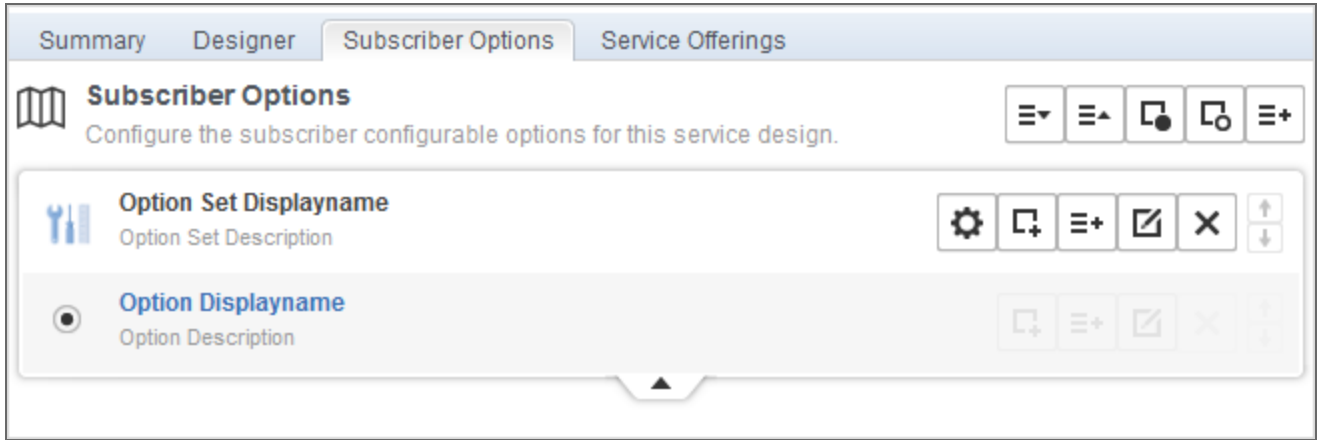 Summary Designer Subscriber Options Service Offerings
Subscriber Options
Configure the subscriber configurable options for this service design.
Option Set Displayname
Option Set Description
Option Displayname
Option Description